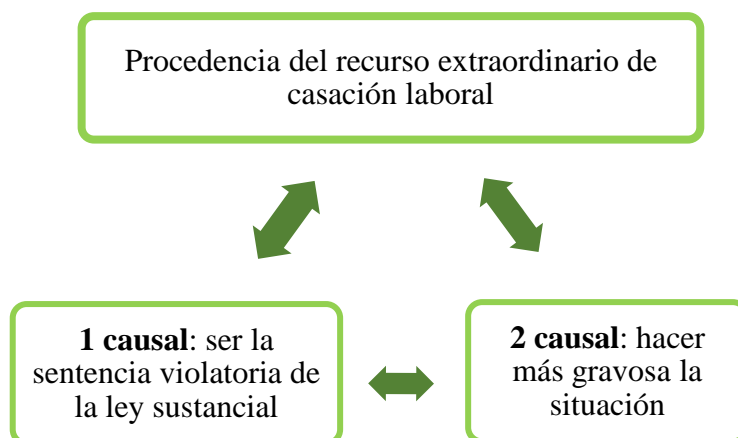 Procedencia del recurso extraordinario de
casación laboral
1 causal: ser la
sentencia violatoria de
la ley sustancial
2 causal: hacer
más gravosa la
situación